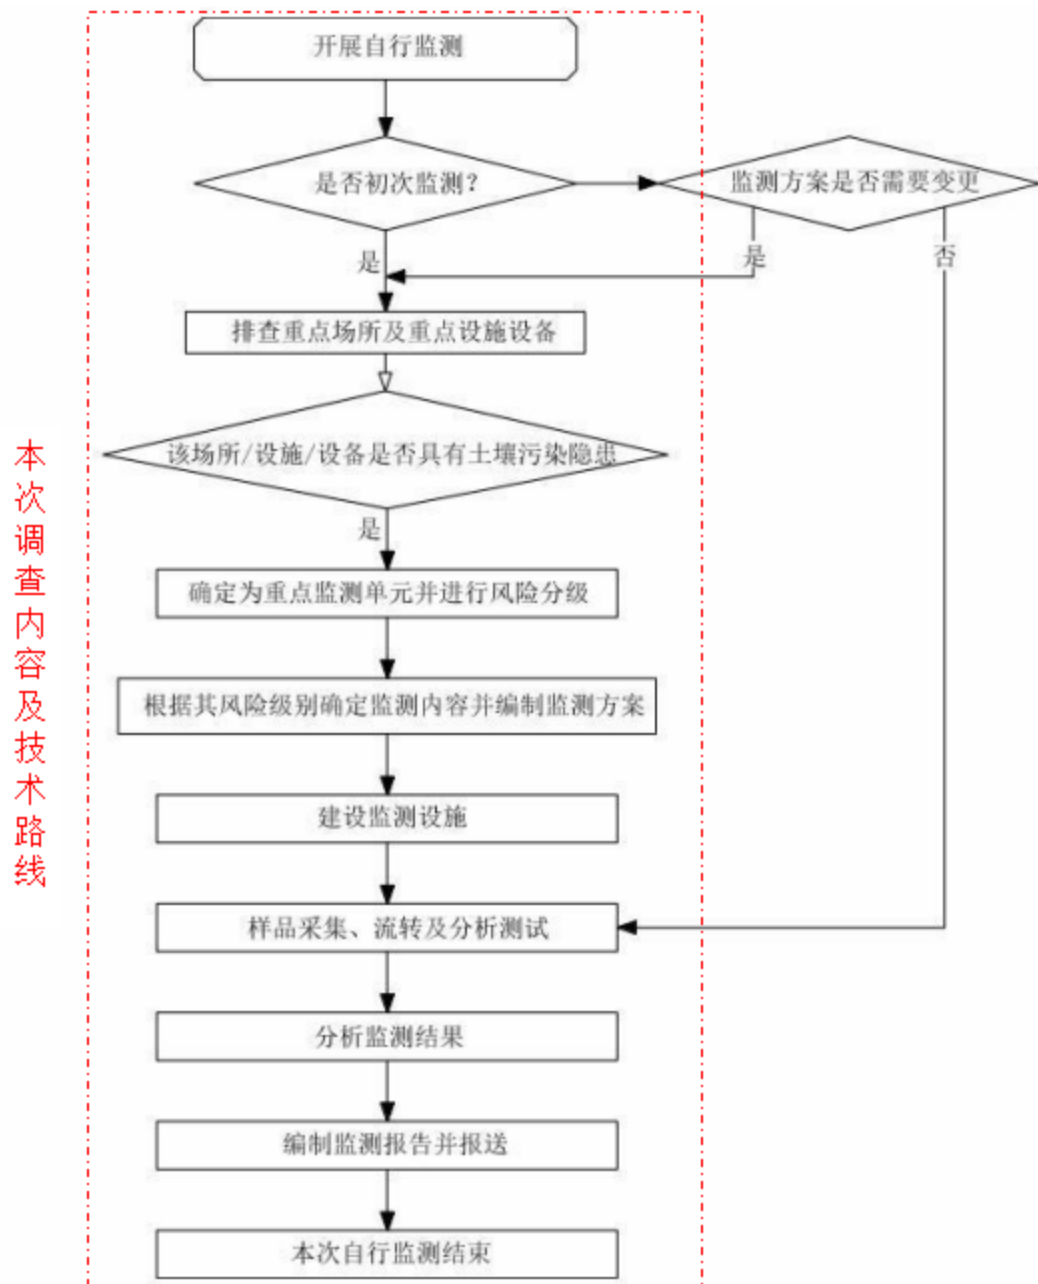 开展自行监测
是否初次监测?
监测方案是否需要变更
是
是
否
排查重点场所及重点设施设备
该场所/设施/设备是否具有土壤污染隐患
是
确定为重点监测单元并进行风险分级
根据其风险级别确定监测内容并编制监测方案
建设监测设施
样品采集、流转及分析测试
分析监测结果
编制监测报告并报送
本次自行监测结束
本次调查内容及技术路线